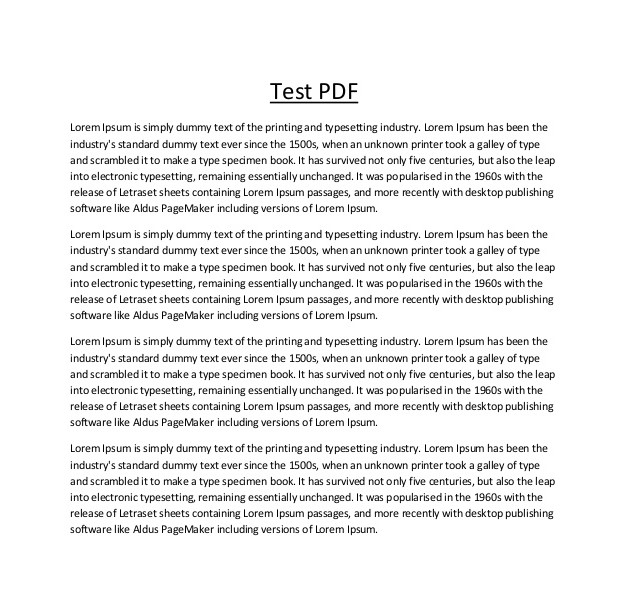 Test PDF
Lorem Ipsum is simply dummy text of the printing and typesetting industry. Lorem Ipsum has been the
industry's standard dummy text ever since the 1500s, when an unknown printer took a galley of type
and scrambled it to make a type specimen book. It has survived not only five centuries, but also the leap
into electronic typesetting, remaining essentially unchanged. It was popularised in the 1960s with the
release of Letraset sheets containing Lorem Ipsum passages, and more recently with desktop publishing
software like Aldus PageMaker including versions of Lorem Ipsum.
Lorem Ipsum is simply dummy text of the printing and typesetting industry. Lorem Ipsum has been the
industry's standard dummy text ever since the 1500s, when an unknown printer took a galley of type
and scrambled it to make a type specimen book. It has survived not only five centuries, but also the leap
into electronic typesetting, remaining essentially unchanged. It was popularised in the 1960s with the
release of Letraset sheets containing Lorem Ipsum passages, and more recently with desktop publishing
software like Aldus PageMaker including versions of Lorem Ipsum.
Lorem Ipsum is simply dummy text of the printing and typesetting industry. Lorem Ipsum has been the
industry's standard dummy text ever since the 1500s, when an unknown printer took a galley of type
and scrambled it to make a type specimen book. It has survived not only five centuries, but also the leap
into electronic typesetting, remaining essentially unchanged. It was popularised in the 1960s with the
release of Letraset sheets containing Lorem Ipsum passages, and more recently with desktop publishing
software like Aldus PageMaker including versions of Lorem Ipsum.
Lorem Ipsum is simply dummy text of the printing and typesetting industry. Lorem Ipsum has been the
industry's standard dummy text ever since the 1500s, when an unknown printer took a galley of type
and scrambled it to make a type specimen book. It has survived not only five centuries, but also the leap
into electronic typesetting, remaining essentially unchanged. It was popularised in the 1960s with the
release of Letraset sheets containing Lorem Ipsum passages, and more recently with desktop publishing
software like Aldus PageMaker including versions of Lorem Ipsum.